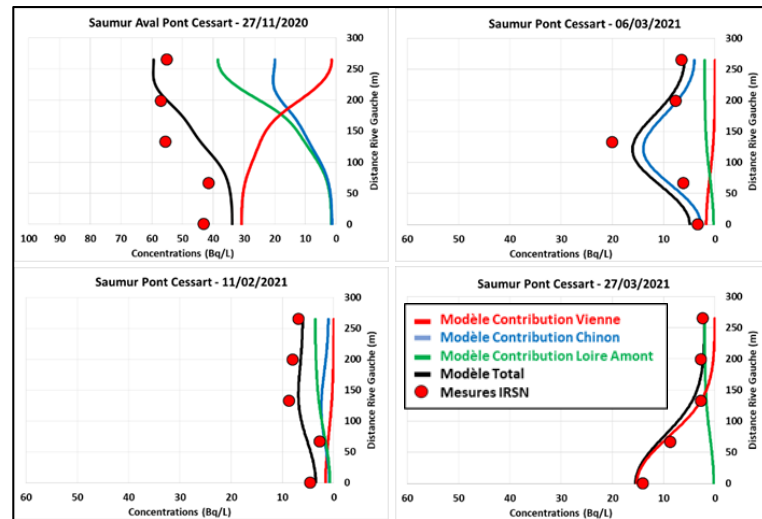 Saumur Aval Pont Cessart - 27/11/2020
300
250
200
150
100
50
0
Distance Rive Gauche (m)
100 90 80 70 60 50 40 30 20 10 0
Concentrations (Bq/L)
Saumur Pont Cessart - 06/03/2021
300
250
200
150
100
50
0
Distance Rive Gauche (m)
60 50 40 30 20 10 0
Concentrations (Bq/L)
Saumur Pont Cessart - 11/02/2021
300
250
200
150
100
50
0
Distance Rive Gauche (m)
60 50 40 30 20 10 0
Concentrations (Bq/L)
Saumur Pont Cessart - 27/03/2021
Modèle Contribution Vienne
Modèle Contribution Chinon
Modèle Contribution Loire Amont
Modèle Total
Mesures IRSN
300
250
200
150
100
50
0
Distance Rive Gauche (m)
60 50 40 30 20 10 0
Concentrations (Bq/L)